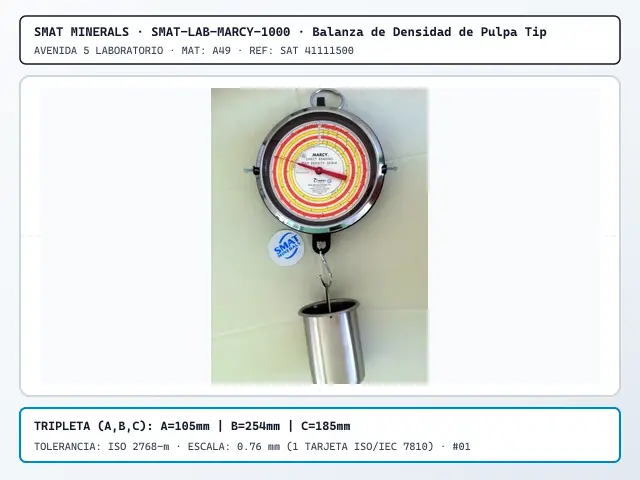 SMAT MINERALS · SMAT-LAB-MARCY-1000 · Balanza de Densidad de Pulpa Tip
AVENIDA 5 LABORATORIO · MAT: A49 · REF: SAT 41111500
MARCY
SMAT
MINERALS
TRIPLETA (A,B,C): A=105mm | B=254mm | C=185mm
TOLERANCIA: ISO 2768-m · ESCALA: 0.76 mm (1 TARJETA ISO/IEC 7810) · #01